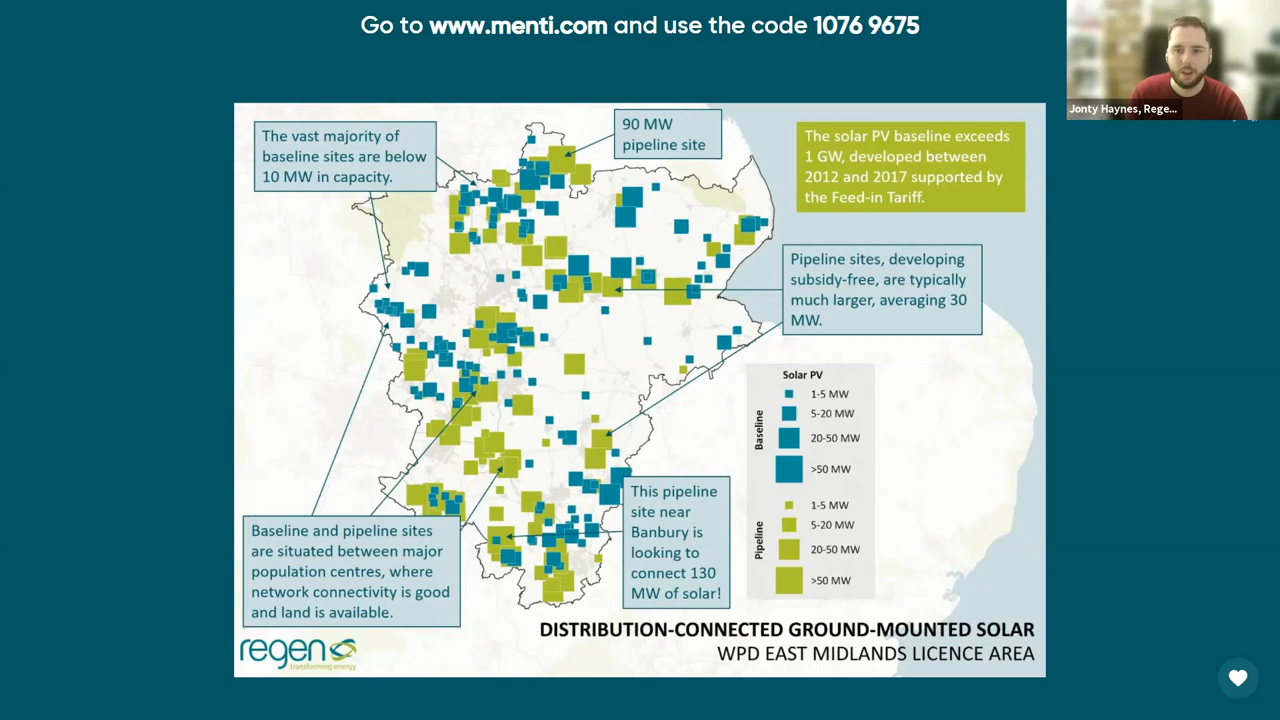 Go to www.menti.com and use the code 1076 9675
Jonty Haynes, Rege...
The vast majority of
baseline sites are below
10 MW in capacity.
90 MW
pipeline site
The solar PV baseline exceeds
1 GW, developed between
2012 and 2017 supported by
the Feed-in Tariff.
Pipeline sites, developing
subsidy-free, are typically
much larger, averaging 30
MW.
Solar PV
Baseline
1-5 MW
5-20 MW
20-50 MW
>50 MW
Pipeline
1-5 MW
5-20 MW
20-50 MW
>50 MW
This pipeline
site near
Banbury is
looking to
connect 130
MW of solar!
Baseline and pipeline sites
are situated between major
population centres, where
network connectivity is good
and land is available.
DISTRIBUTION-CONNECTED GROUND-MOUNTED SOLAR
WPD EAST MIDLANDS LICENCE AREA
regen
transforming energy